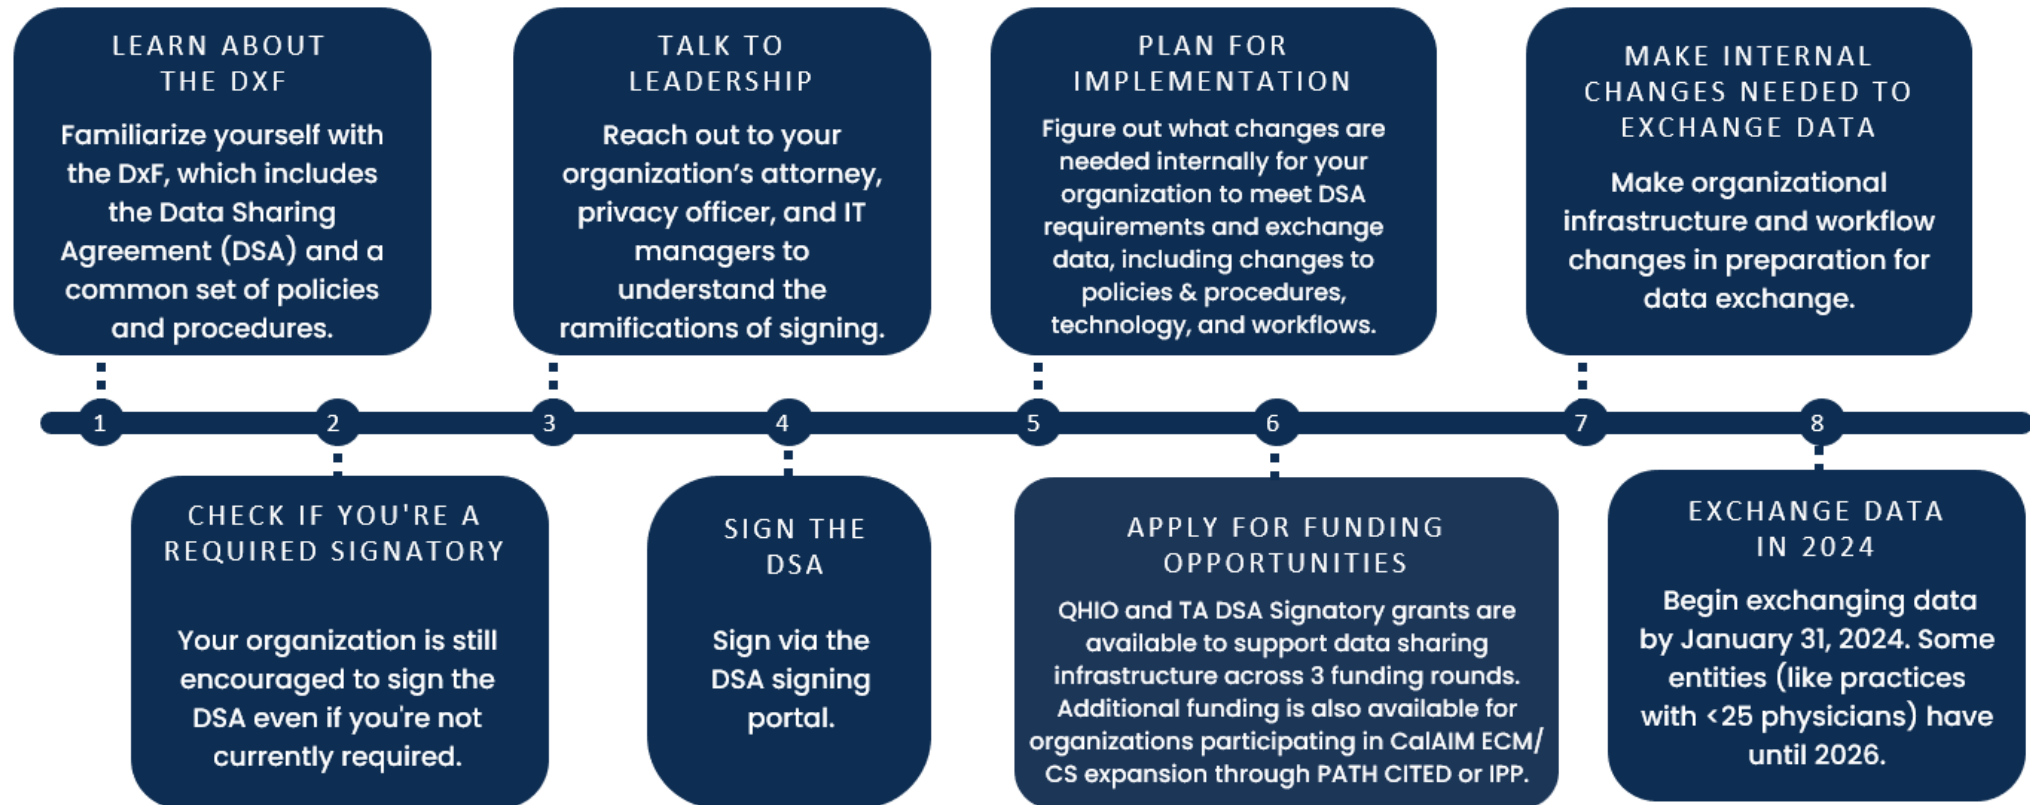 LEARN ABOUT
THE DXF
Familiarize yourself with
the DxF, which includes
the Data Sharing
Agreement (DSA) and a
common set of policies
and procedures.
TALK TO
LEADERSHIP
Reach out to your
organization's attorney,
privacy officer, and IT
managers to
understand the
ramifications of signing.
PLAN FOR
IMPLEMENTATION
Figure out what changes are
needed internally for your
organization to meet DSA
requirements and exchange
data, including changes to
policies & procedures,
technology, and workflows.
MAKE INTERNAL
CHANGES NEEDED TO
EXCHANGE DATA
Make organizational
infrastructure and workflow
changes in preparation for
data exchange.
1 2 3 4 5 6 7 8
CHECK IF YOU'RE A
REQUIRED SIGNATORY
Your organization is still
encouraged to sign the
DSA even if you're not
currently required.
SIGN THE
DSA
Sign via the
DSA signing
portal.
APPLY FOR FUNDING
OPPORTUNITIES
QHIO and TA DSA Signatory grants are
available to support data sharing
infrastructure across 3 funding rounds.
Additional funding is also available for
organizations participating in CalAIM ECM/
CS expansion through PATH CITED or IPP.
EXCHANGE DATA
IN 2024
Begin exchanging data
by January 31, 2024. Some
entities (like practices
with <25 physicians) have
until 2026.